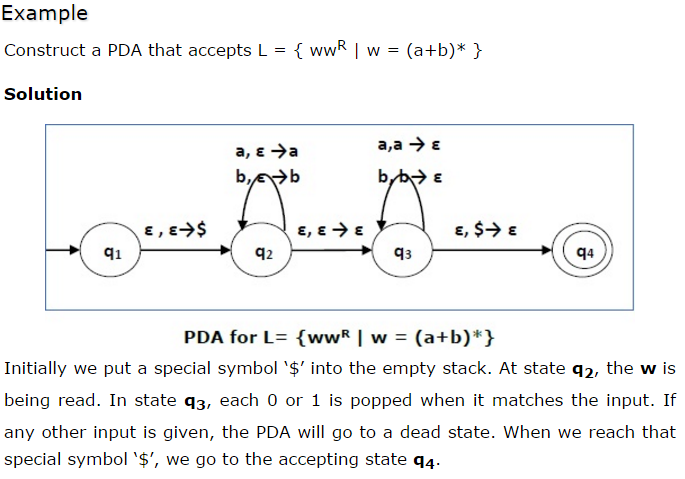 Example
Construct a PDA that accepts L = { wwᴿ | w = (a+b)* }
Solution
a, ε →a
b, ε→b
a,a → ε
b,b→ ε
ε , ε→$
ε, ε → ε
ε, $→ ε
q1
q2
q3
q4
PDA for L= {wwᴿ | w = (a+b)*}
Initially we put a special symbol ‘$’ into the empty stack. At state q₂, the w is
being read. In state q₃, each 0 or 1 is popped when it matches the input. If
any other input is given, the PDA will go to a dead state. When we reach that
special symbol ‘$’, we go to the accepting state q₄.